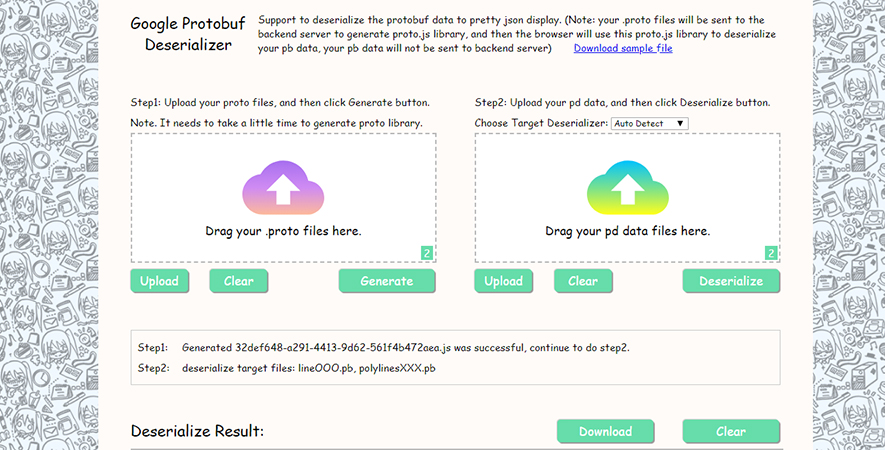 Google Protobuf
Deserializer
Support to deserialize the protobuf data to pretty json display. (Note: your .proto files will be sent to the
backend server to generate proto.js library, and then the browser will use this proto.js library to deserialize
your pb data, your pb data will not be sent to backend server) Download sample file
Step1: Upload your proto files, and then click Generate button.
Note. It needs to take a little time to generate proto library.
Drag your .proto files here.
2
Upload Clear Generate
Step2: Upload your pd data, and then click Deserialize button.
Choose Target Deserializer: Auto Detect ▼
Drag your pd data files here.
2
Upload Clear Deserialize
Step1: Generated 32def648-a291-4413-9d62-561f4b472aea.js was successful, continue to do step2.
Step2: deserialize target files: lineOOO.pb, polylinesXXX.pb
Deserialize Result: Download Clear